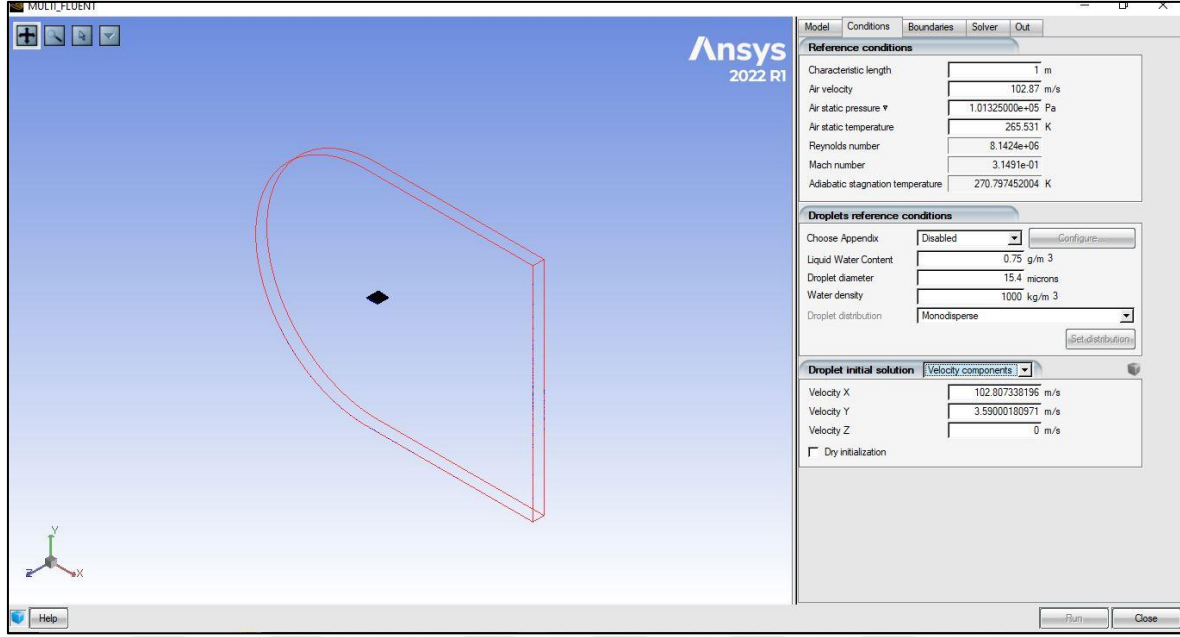 MULTI_FLUENT
Ansys
2022 R1
Model Conditions Boundaries Solver Out
Reference conditions
Characteristic length 1 m
Air velocity 102.87 m/s
Air static pressure ▼ 1.01325000e+05 Pa
Air static temperature 265.531 K
Reynolds number 8.1424e+06
Mach number 3.1491e-01
Adiabatic stagnation temperature 270.797452004 K
Droplets reference conditions
Choose Appendix Disabled Configure...
Liquid Water Content 0.75 g/m 3
Droplet diameter 15.4 microns
Water density 1000 kg/m 3
Droplet distribution Monodisperse
Set distribution
Droplet initial solution Velocity components
Velocity X 102.807338196 m/s
Velocity Y 3.59000180971 m/s
Velocity Z 0 m/s
Dry initialization
Y
Z X
Help Run Close